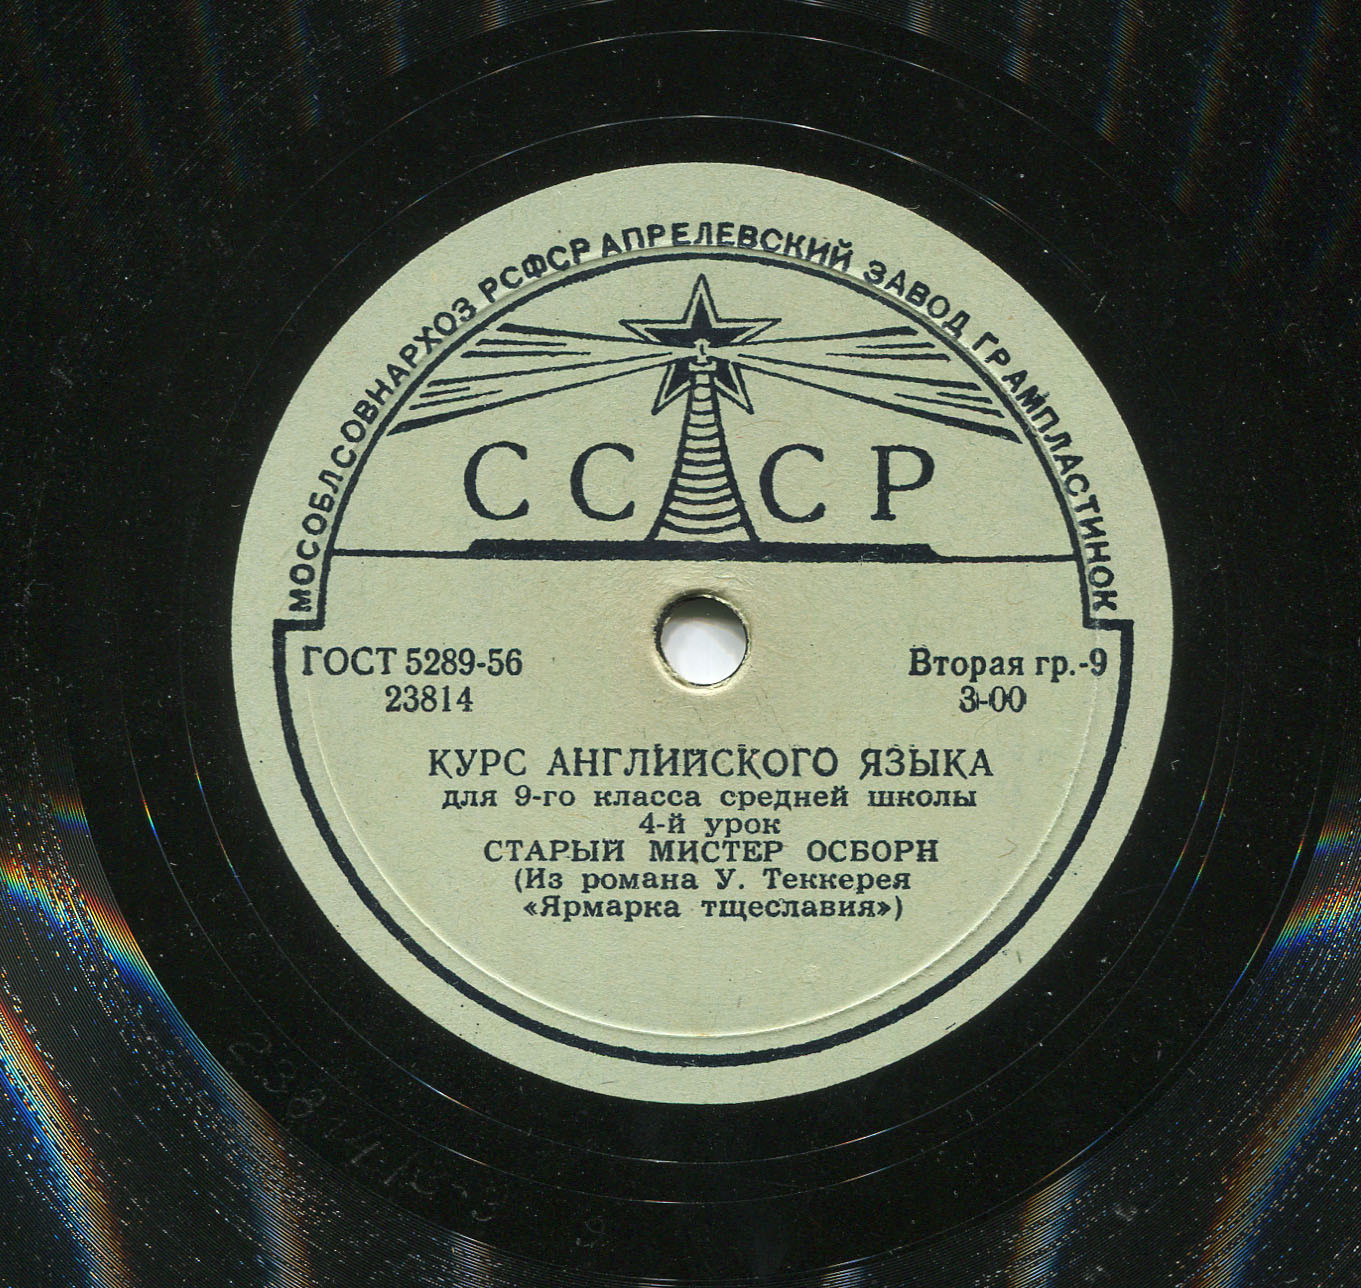 МОСОБЛСОВНАРХОЗ РСФСР АПРЕЛЕВСКИЙ ЗАВОД ГРАМПЛАСТИНОК
СССР
ГОСТ 5289-56
23814
Вторая гр.-9
3-00
КУРС АНГЛИЙСКОГО ЯЗЫКА
для 9-го класса средней школы
4-й урок
СТАРЫЙ МИСТЕР ОСБОРН
(Из романа У. Теккерея
«Ярмарка тщеславия»)